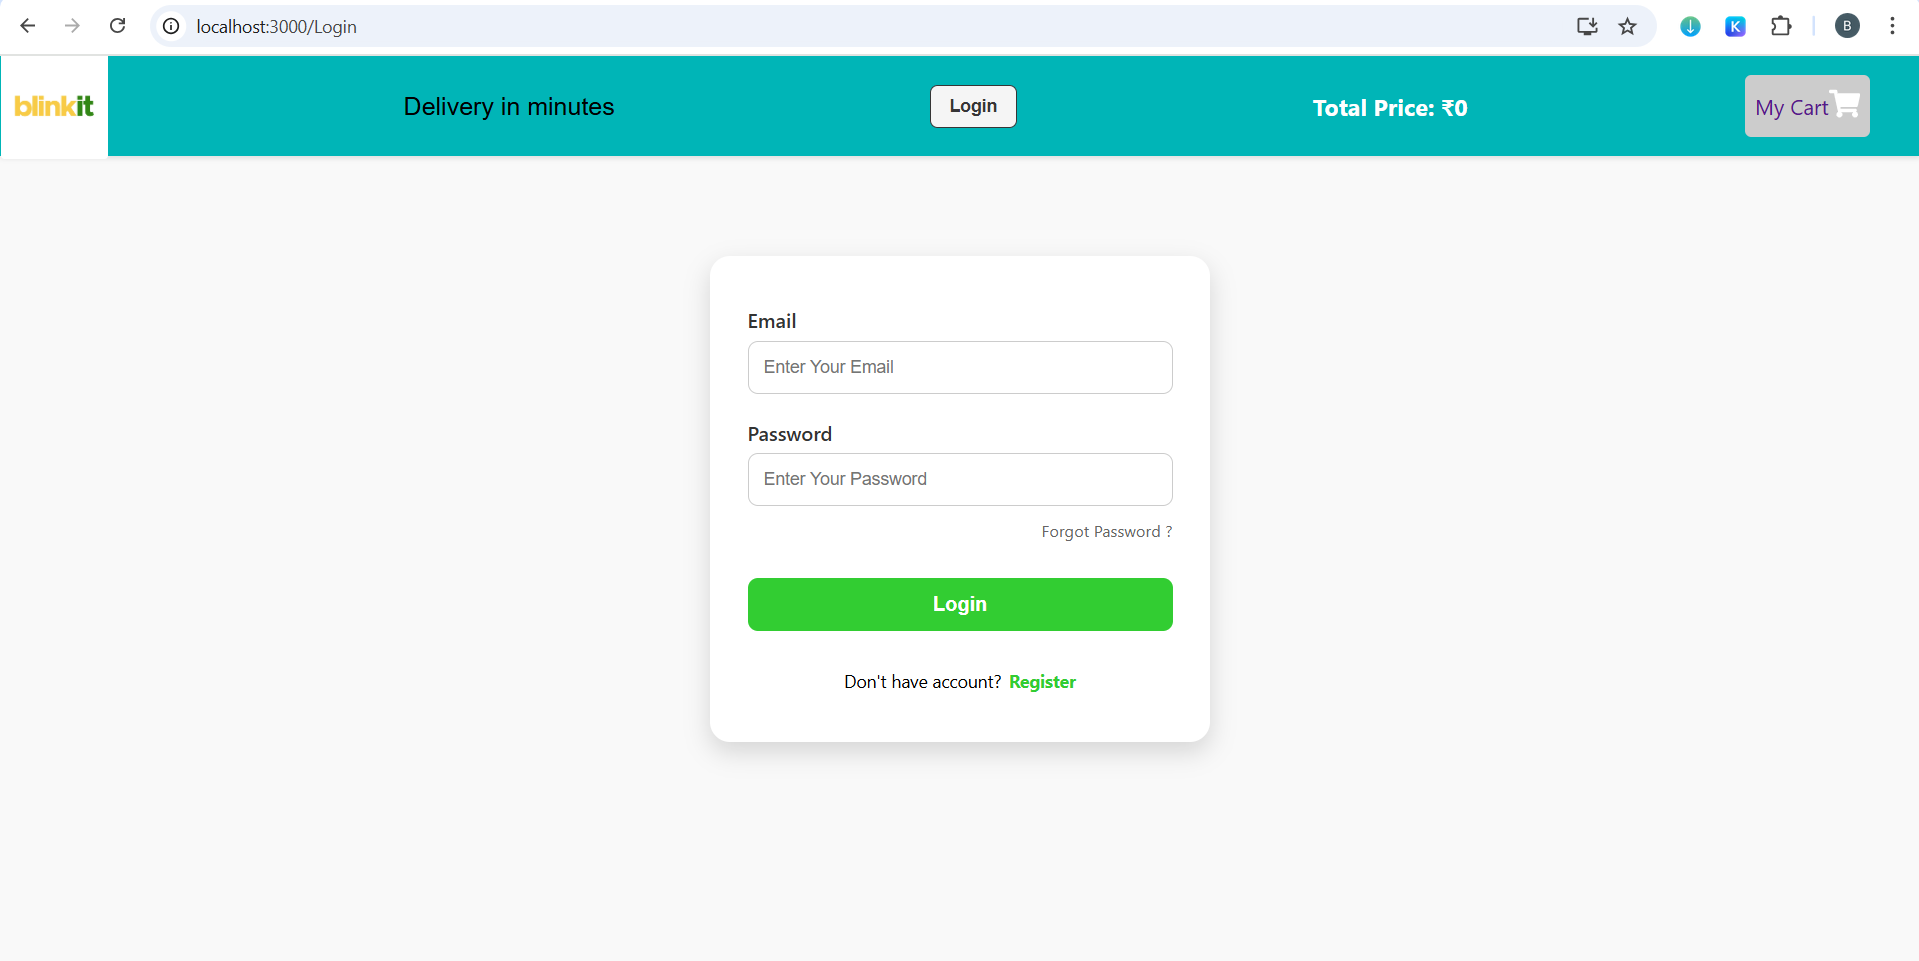 localhost:3000/Login
K
B
blinkit
Delivery in minutes
Login
Total Price: ₹0
My Cart
Email
Enter Your Email
Password
Enter Your Password
Forgot Password ?
Login
Don't have account? Register